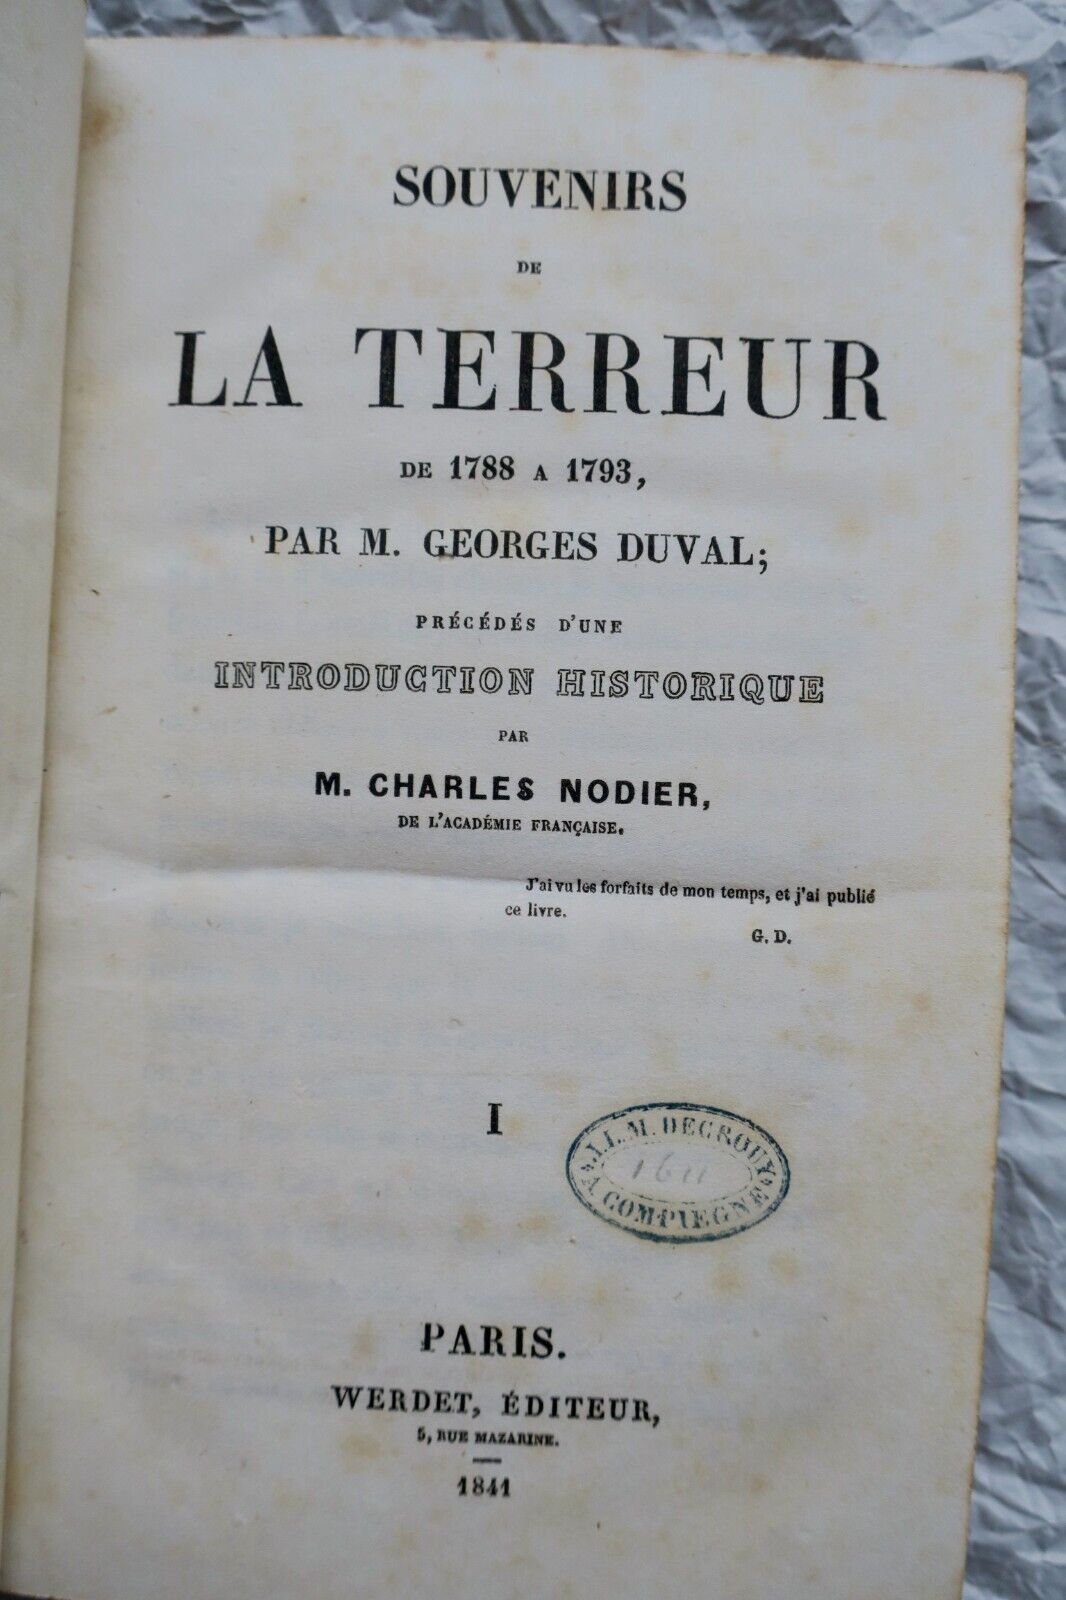 SOUVENIRS
DE
LA TERREUR
DE 1788 A 1793,
PAR M. GEORGES DUVAL;
PRÉCÉDÉS D'UNE
INTRODUCTION HISTORIQUE
PAR
M. CHARLES NODIER,
DE L'ACADÉMIE FRANÇAISE.
J'ai vu les forfaits de mon temps, et j'ai publié
ce livre.
G. D.
I
J. L. M. DECROUY
A COMPIEGNE
PARIS.
WERDET, ÉDITEUR,
5, RUE MAZARINE.
1841